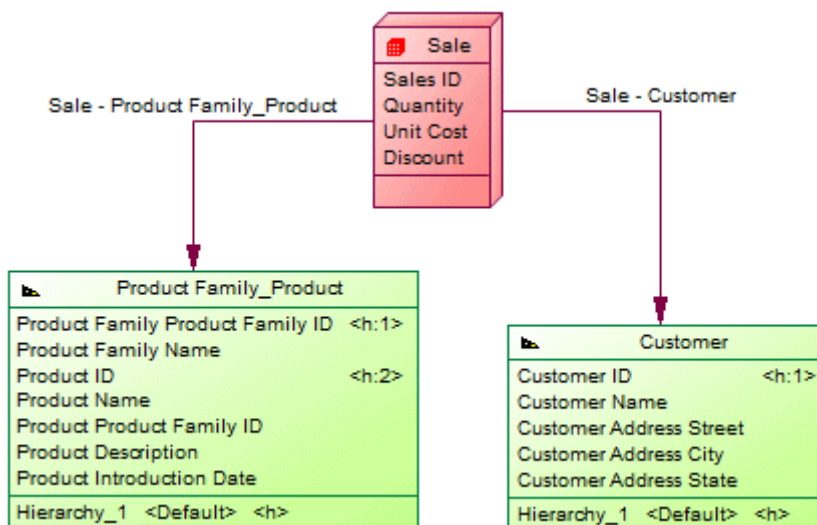 Sale
Sales ID
Quantity
Unit Cost
Discount
Sale - Product Family_Product
Sale - Customer
Product Family_Product
Product Family Product Family ID <h:1>
Product Family Name
Product ID <h:2>
Product Name
Product Product Family ID
Product Description
Product Introduction Date
Hierarchy_1 <Default> <h>
Customer
Customer ID <h:1>
Customer Name
Customer Address Street
Customer Address City
Customer Address State
Hierarchy_1 <Default> <h>